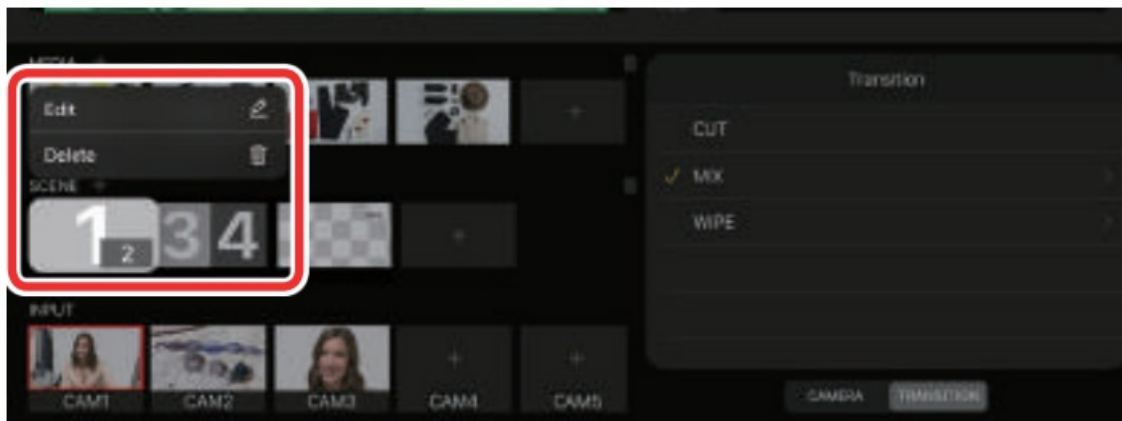 MEDIA +
Edit
Delete
SCENE +
1
2
3 4
INPUT
CAM1 CAM2 CAM3 CAM4 CAM5
Transition
CUT
MIX
WIPE
CAMERA TRANSITION